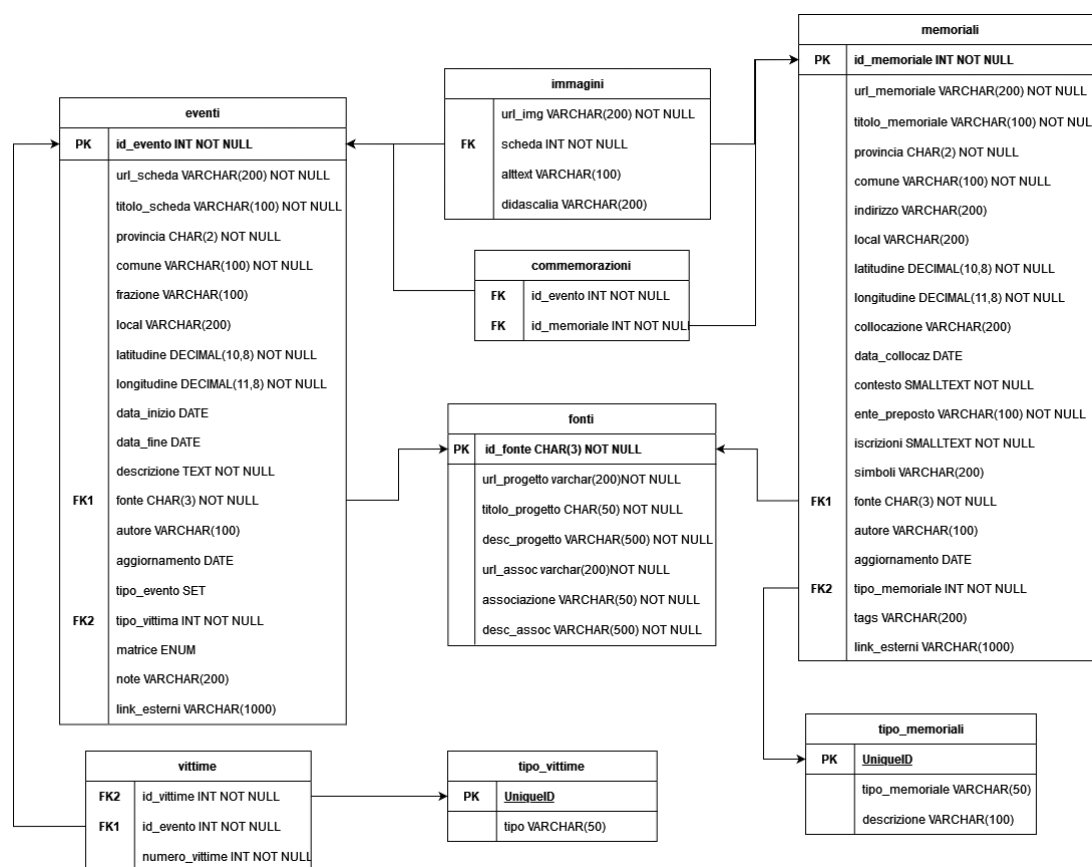 eventi
PK id_evento INT NOT NULL
url_scheda VARCHAR(200) NOT NULL
titolo_scheda VARCHAR(100) NOT NULL
provincia CHAR(2) NOT NULL
comune VARCHAR(100) NOT NULL
frazione VARCHAR(100)
local VARCHAR(200)
latitudine DECIMAL(10,8) NOT NULL
longitudine DECIMAL(11,8) NOT NULL
data_inizio DATE
data_fine DATE
descrizione TEXT NOT NULL
FK1 fonte CHAR(3) NOT NULL
autore VARCHAR(100)
aggiornamento DATE
tipo_evento SET
FK2 tipo_vittima INT NOT NULL
matrice ENUM
note VARCHAR(200)
link_esterni VARCHAR(1000)
immagini
url_img VARCHAR(200) NOT NULL
FK scheda INT NOT NULL
alttext VARCHAR(100)
didascalia VARCHAR(200)
commemorazioni
FK id_evento INT NOT NULL
FK id_memoriale INT NOT NULL
fonti
PK id_fonte CHAR(3) NOT NULL
url_progetto varchar(200)NOT NULL
titolo_progetto CHAR(50) NOT NULL
desc_progetto VARCHAR(500) NOT NULL
url_assoc varchar(200)NOT NULL
associazione VARCHAR(50) NOT NULL
desc_assoc VARCHAR(500) NOT NULL
memoriali
PK id_memoriale INT NOT NULL
url_memoriale VARCHAR(200) NOT NULL
titolo_memoriale VARCHAR(100) NOT NUL
provincia CHAR(2) NOT NULL
comune VARCHAR(100) NOT NULL
indirizzo VARCHAR(200)
local VARCHAR(200)
latitudine DECIMAL(10,8) NOT NULL
longitudine DECIMAL(11,8) NOT NULL
collocazione VARCHAR(200)
data_collocaz DATE
contesto SMALLTEXT NOT NULL
ente_preposto VARCHAR(100) NOT NULL
iscrizioni SMALLTEXT NOT NULL
simboli VARCHAR(200)
FK1 fonte CHAR(3) NOT NULL
autore VARCHAR(100)
aggiornamento DATE
FK2 tipo_memoriale INT NOT NULL
tags VARCHAR(200)
link_esterni VARCHAR(1000)
vittime
FK2 id_vittime INT NOT NULL
FK1 id_evento INT NOT NULL
numero_vittime INT NOT NULL
tipo_vittime
PK UniqueID
tipo VARCHAR(50)
tipo_memoriali
PK UniqueID
tipo_memoriale VARCHAR(50)
descrizione VARCHAR(100)